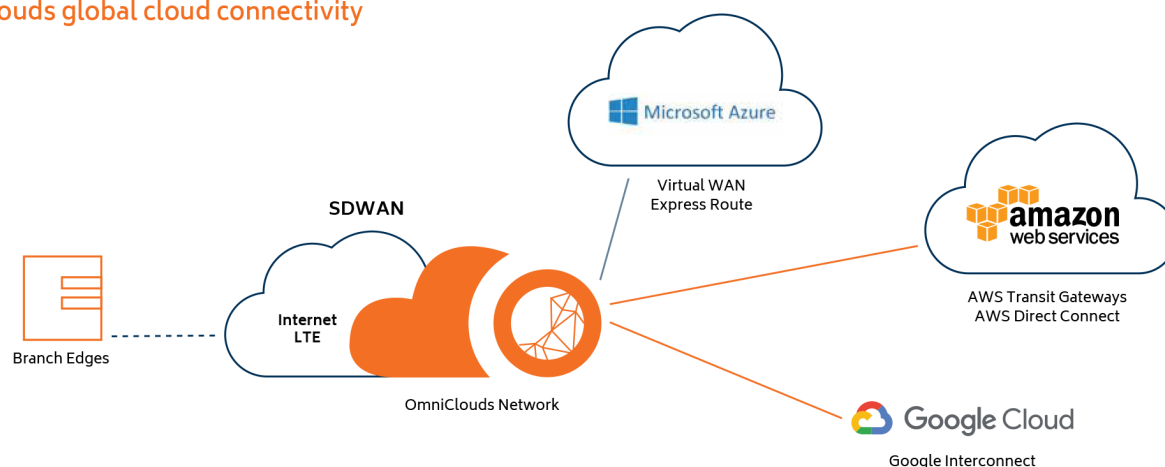 louds global cloud connectivity
Microsoft Azure
Virtual WAN
Express Route
SDWAN
amazon
web services
AWS Transit Gateways
AWS Direct Connect
Internet
LTE
Branch Edges
OmniClouds Network
Google Cloud
Google Interconnect